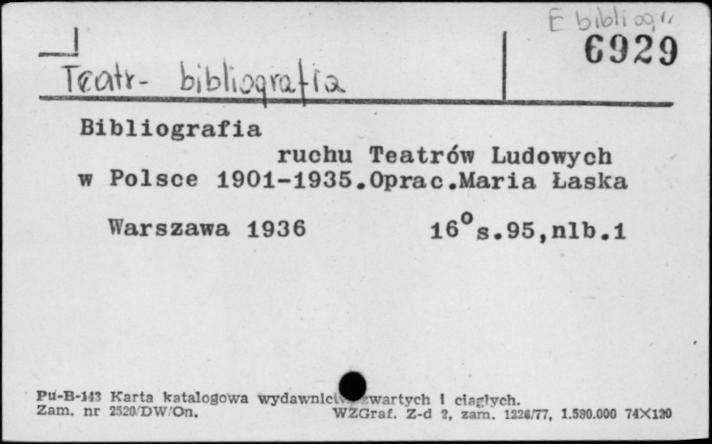 E bibliogr.
6929
Teatr- bibliografia
Bibliografia
ruchu Teatrów Ludowych
w Polsce 1901-1935.Oprac.Maria Łaska
Warszawa 1936 16° s.95,nlb.1
Pu-B-143 Karta katalogowa zwartych i ciągłych.
Zam. nr 2520/DW/On. WZGraf. Z-d 2, zam. 1226/77, 1.580.000 74X120